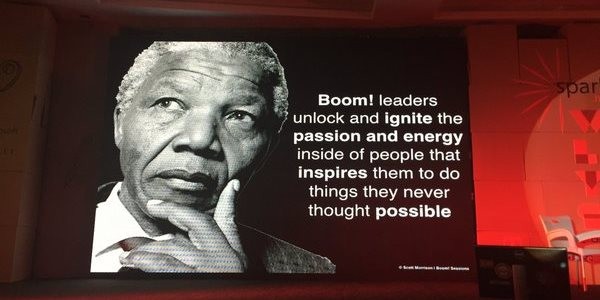 Boom! leaders
unlock and ignite the
passion and energy
inside of people that
inspires them to do
things they never
thought possible
© Scott Morrison I Boom! Sessions
spar